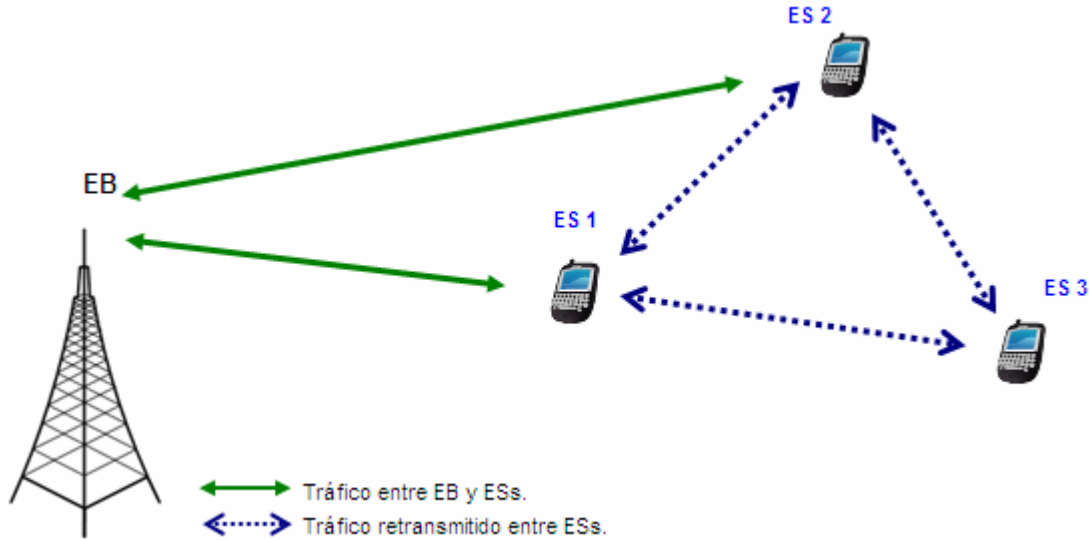 ES 2
EB
ES 1
ES 3
Tráfico entre EB y ESs.
Tráfico retransmitido entre ESs.